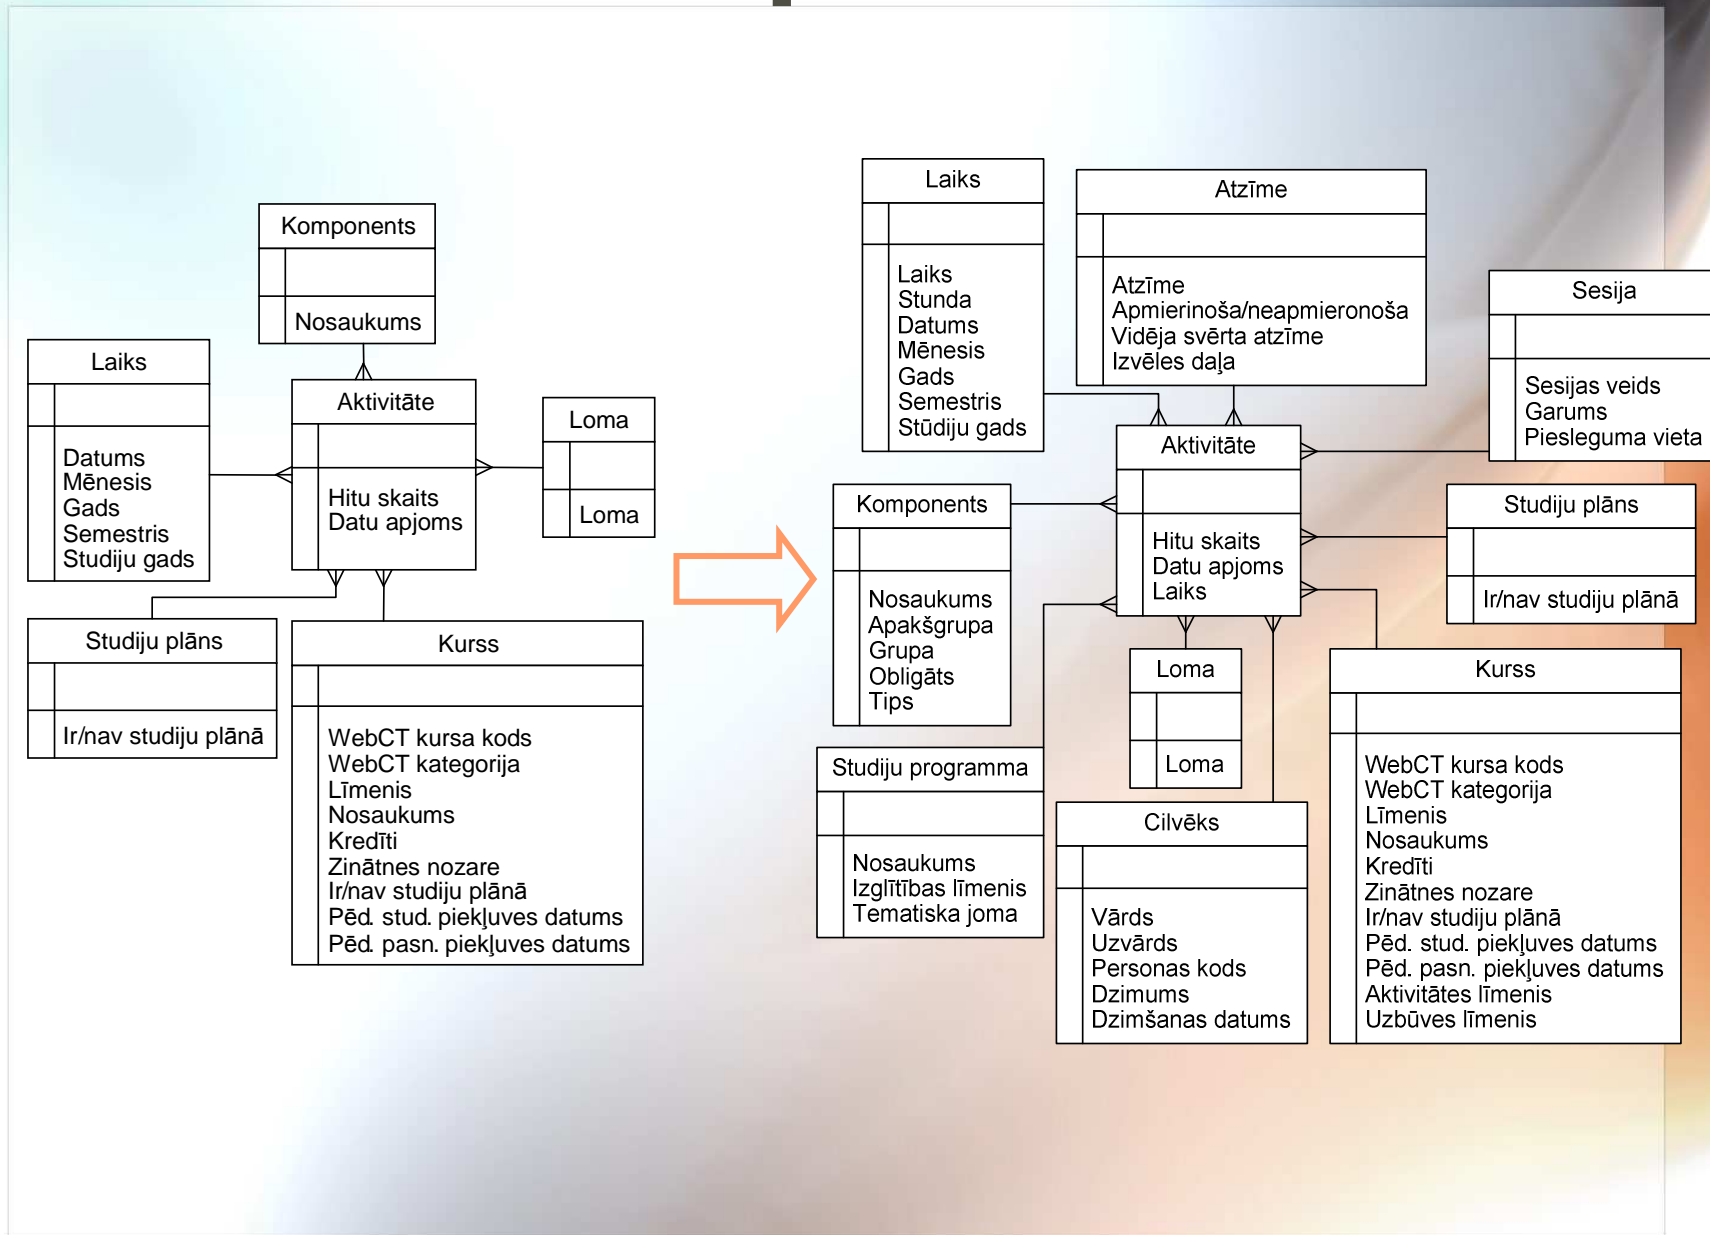 Komponents
Nosaukums
Laiks
Datums
Mēnesis
Gads
Semestris
Studiju gads
Aktivitāte
Hitu skaits
Datu apjoms
Loma
Loma
Studiju plāns
Ir/nav studiju plānā
Kurss
WebCT kursa kods
WebCT kategorija
Līmenis
Nosaukums
Kredīti
Zinātnes nozare
Ir/nav studiju plānā
Pēd. stud. piekļuves datums
Pēd. pasn. piekļuves datums
Laiks
Laiks
Stunda
Datums
Mēnesis
Gads
Semestris
Stūdiju gads
Atzīme
Atzīme
Apmierinoša/neapmieronoša
Vidēja svērta atzīme
Izvēles daļa
Sesija
Sesijas veids
Garums
Piesleguma vieta
Aktivitāte
Hitu skaits
Datu apjoms
Laiks
Komponents
Nosaukums
Apakšgrupa
Grupa
Obligāts
Tips
Studiju plāns
Ir/nav studiju plānā
Studiju programma
Nosaukums
Izglītības līmenis
Tematiska joma
Loma
Loma
Cilvēks
Vārds
Uzvārds
Personas kods
Dzimums
Dzimšanas datums
Kurss
WebCT kursa kods
WebCT kategorija
Līmenis
Nosaukums
Kredīti
Zinātnes nozare
Ir/nav studiju plānā
Pēd. stud. piekļuves datums
Pēd. pasn. piekļuves datums
Aktivitātes līmenis
Uzbūves līmenis